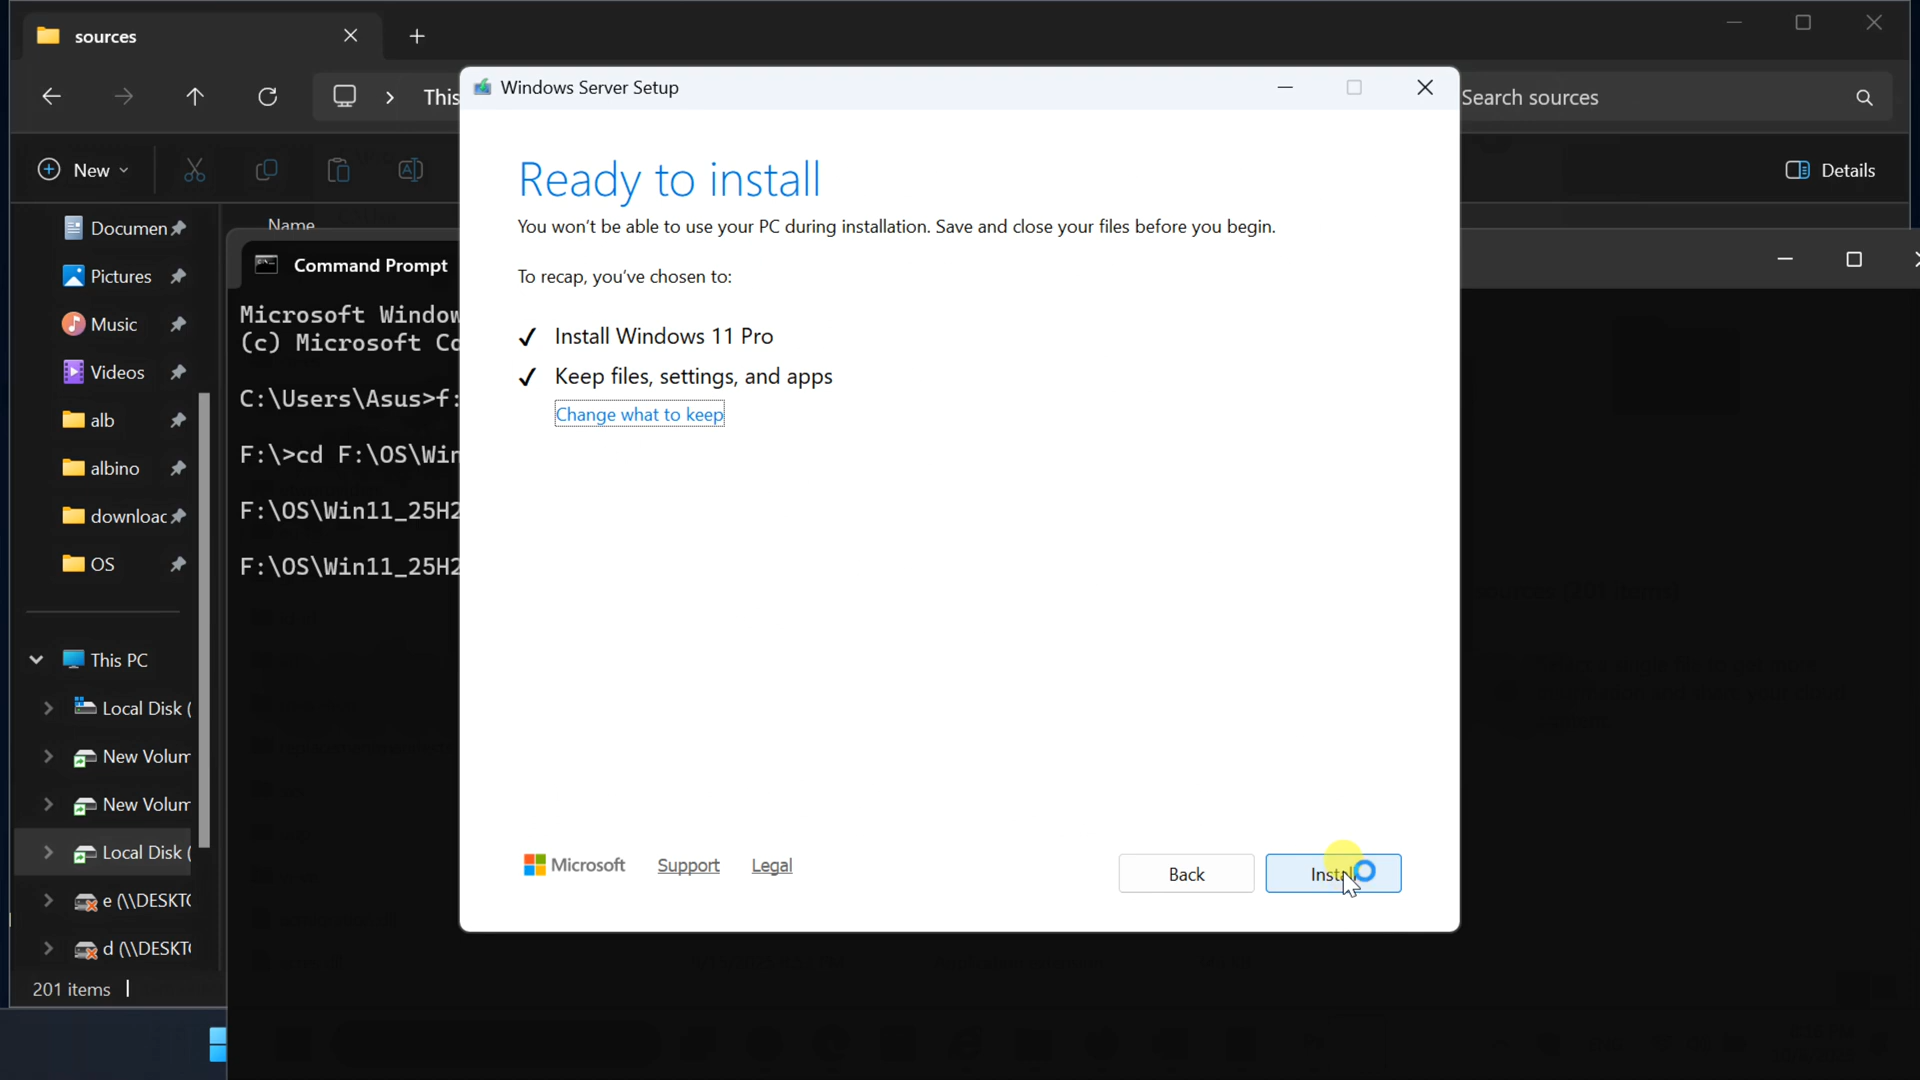 sources
This
Search sources
New
Details
Name
Documen
Pictures
Music
Videos
alb
albino
downloac
OS
This PC
Local Disk (
New Volum
New Volum
Local Disk (
e (\\DESKT(
d (\\DESKT(
201 items
Command Prompt
Microsoft Window
(c) Microsoft Co
C:\Users\Asus>f:
F:\>cd F:\OS\Win
F:\OS\Win11_25H2
F:\OS\Win11_25H2
Windows Server Setup
Ready to install
You won't be able to use your PC during installation. Save and close your files before you begin.
To recap, you've chosen to:
✓ Install Windows 11 Pro
✓ Keep files, settings, and apps
Change what to keep
Microsoft Support Legal
Back
Install